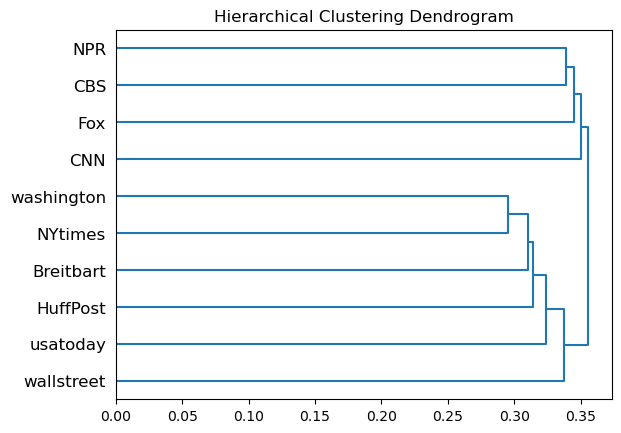 Hierarchical Clustering Dendrogram
NPR
CBS
Fox
CNN
washington
NYtimes
Breitbart
HuffPost
usatoday
wallstreet
0.00 0.05 0.10 0.15 0.20 0.25 0.30 0.35